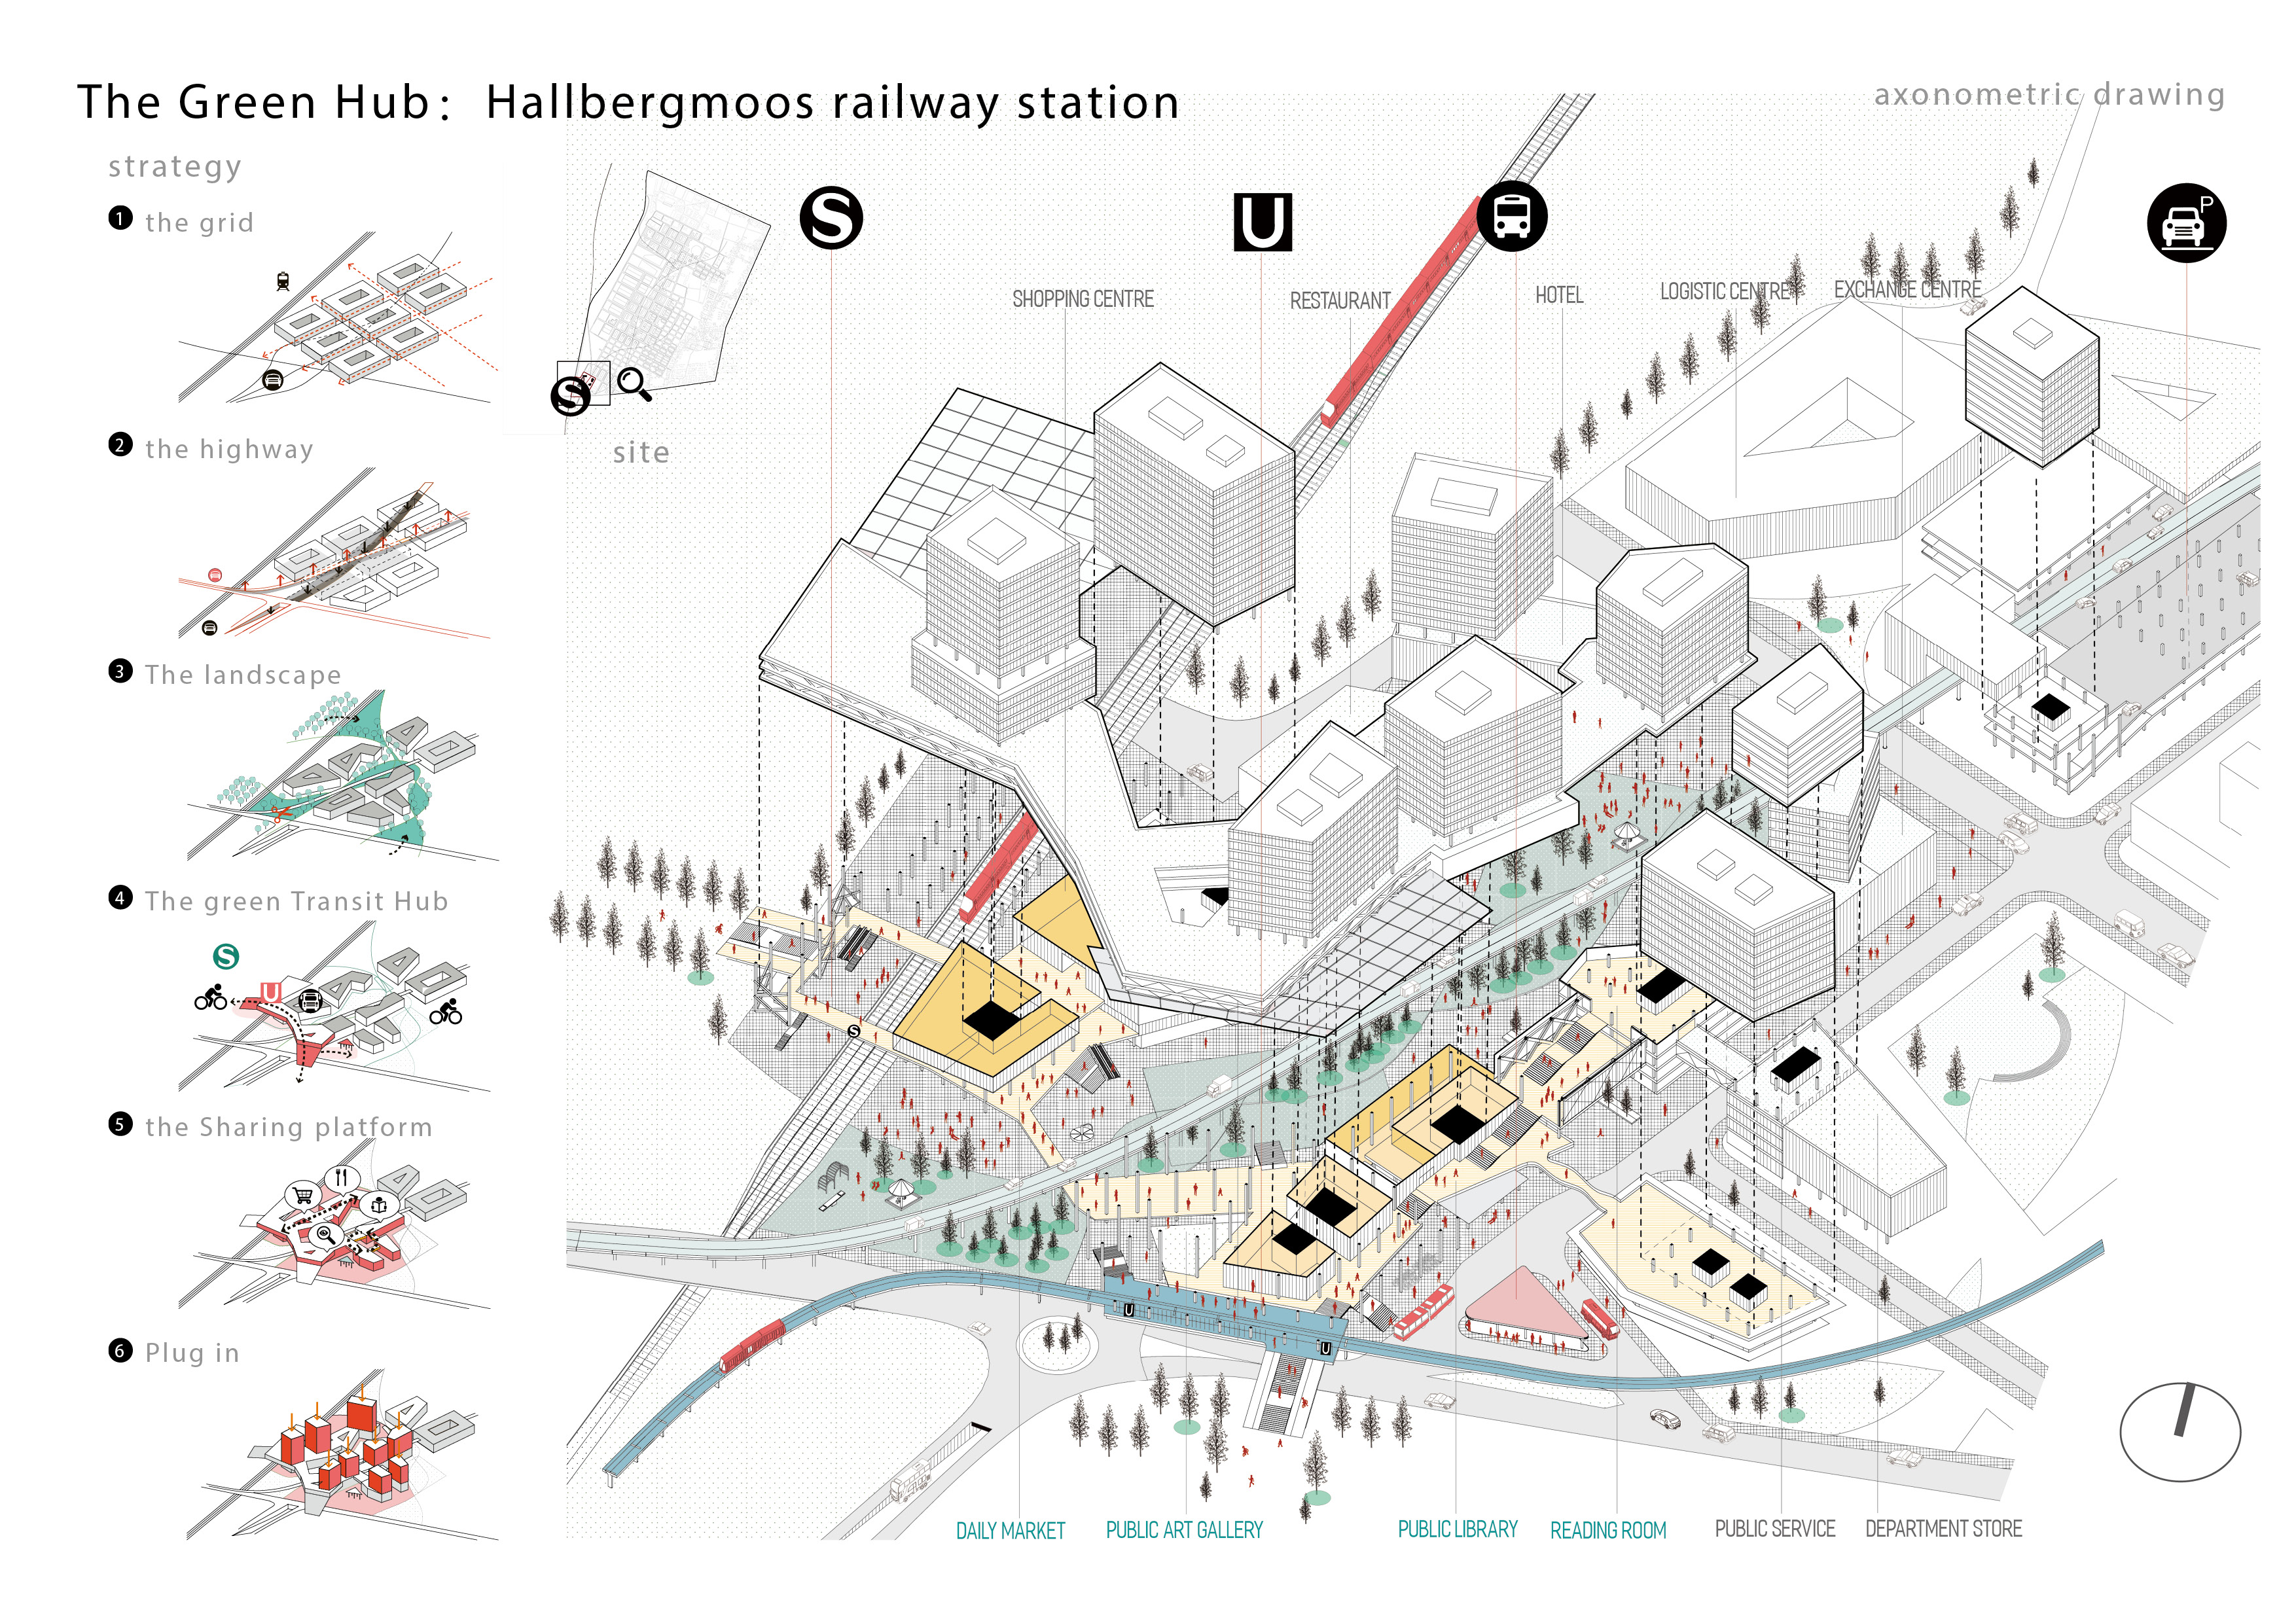 The Green Hub: Hallbergmoos railway station
axonometric drawing
strategy
1 the grid
2 the highway
3 The landscape
4 The green Transit Hub
S
U
5 the Sharing platform
6 Plug in
S
site
S
U
P
SHOPPING CENTRE
RESTAURANT
HOTEL
LOGISTIC CENTRE
EXCHANGE CENTRE
S
U
U
DAILY MARKET
PUBLIC ART GALLERY
PUBLIC LIBRARY
READING ROOM
PUBLIC SERVICE
DEPARTMENT STORE